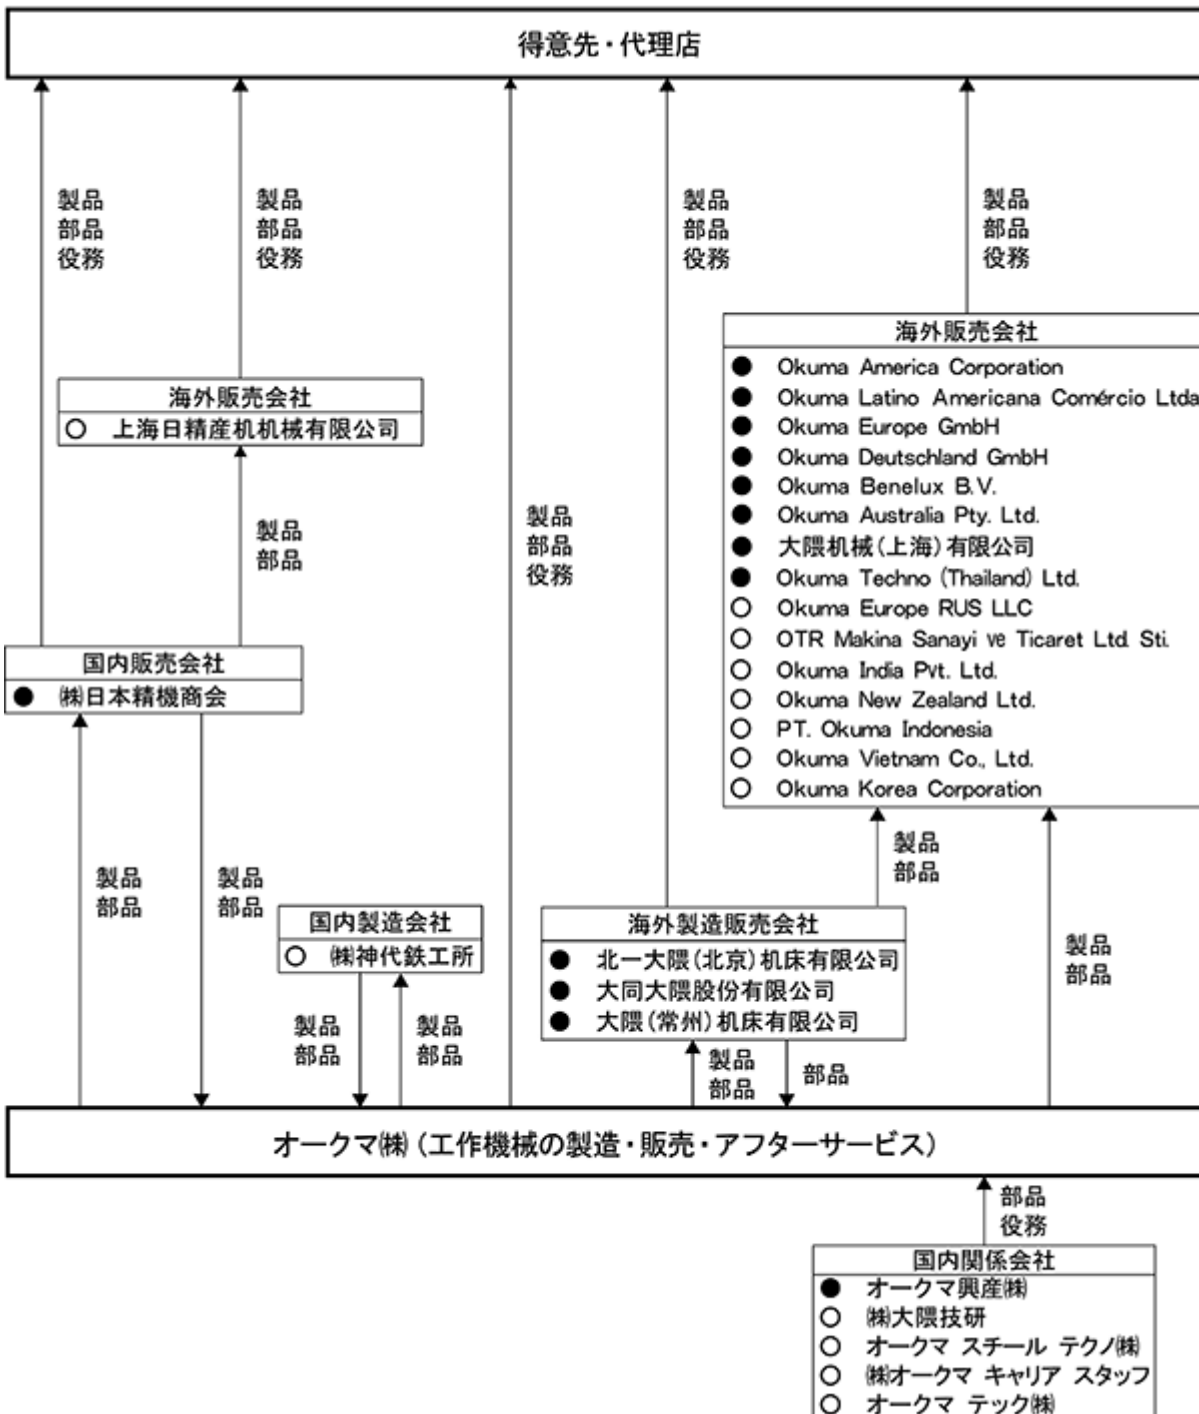 得意先・代理店
製品
部品
役務
製品
部品
役務
製品
部品
役務
製品
部品
役務
海外販売会社
● Okuma America Corporation
● Okuma Latino Americana Comércio Ltda
● Okuma Europe GmbH
● Okuma Deutschland GmbH
● Okuma Benelux B.V.
● Okuma Australia Pty. Ltd.
● 大隈机械(上海)有限公司
● Okuma Techno (Thailand) Ltd.
○ Okuma Europe RUS LLC
○ OTR Makina Sanayi ve Ticaret Ltd. Sti.
○ Okuma India Pvt. Ltd.
○ Okuma New Zealand Ltd.
○ PT. Okuma Indonesia
○ Okuma Vietnam Co., Ltd.
○ Okuma Korea Corporation
海外販売会社
○ 上海日精産机机械有限公司
製品
部品
製品
部品
役務
国内販売会社
● ㈱日本精機商会
製品
部品
製品
部品
製品
部品
国内製造会社
○ ㈱神代鉄工所
製品
部品
製品
部品
海外製造販売会社
● 北一大隈(北京)机床有限公司
● 大同大隈股份有限公司
● 大隈(常州)机床有限公司
製品
部品
部品
製品
部品
オークマ㈱(工作機械の製造・販売・アフターサービス)
部品
役務
国内関係会社
● オークマ興産㈱
○ ㈱大隈技研
○ オークマ スチール テクノ㈱
○ ㈱オークマ キャリア スタッフ
○ オークマ テック㈱